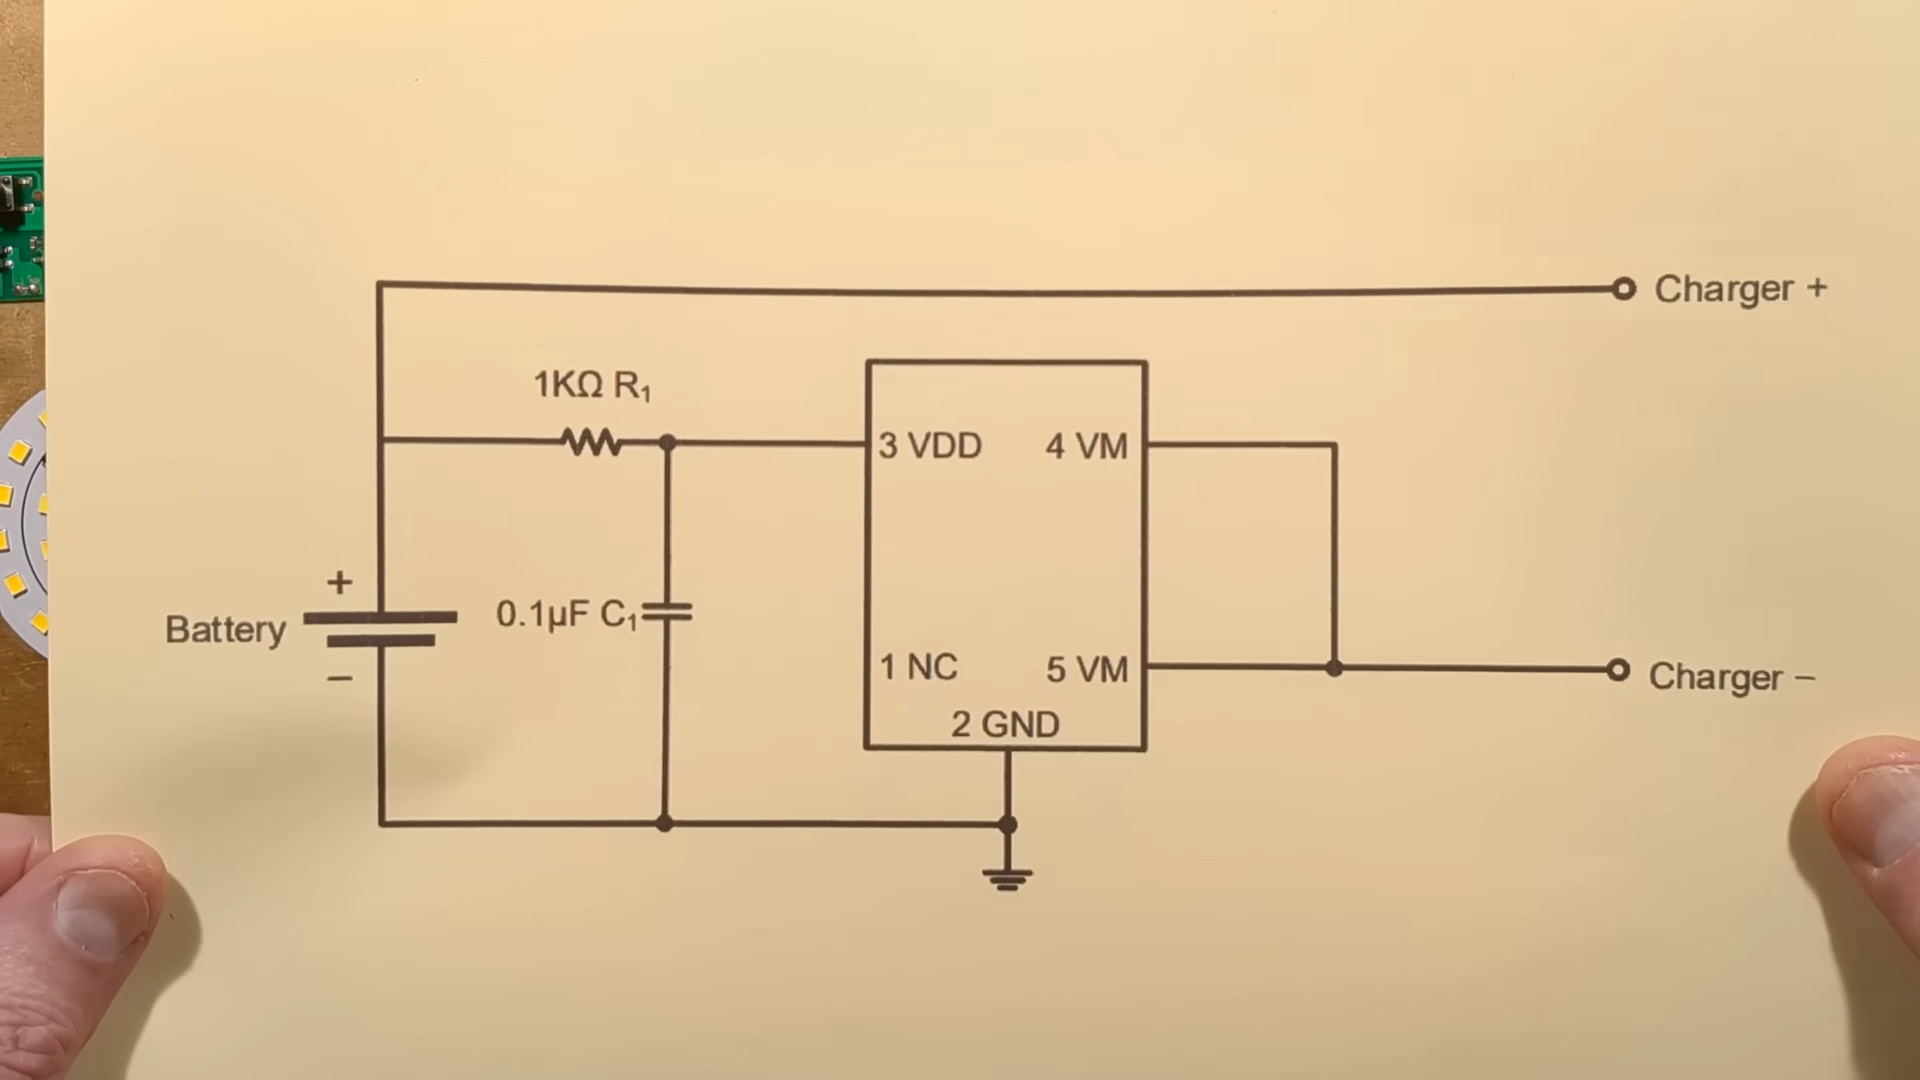 Charger +
1KΩ R₁
3 VDD
4 VM
+
Battery
0.1µF C₁
−
1 NC
5 VM
Charger −
2 GND